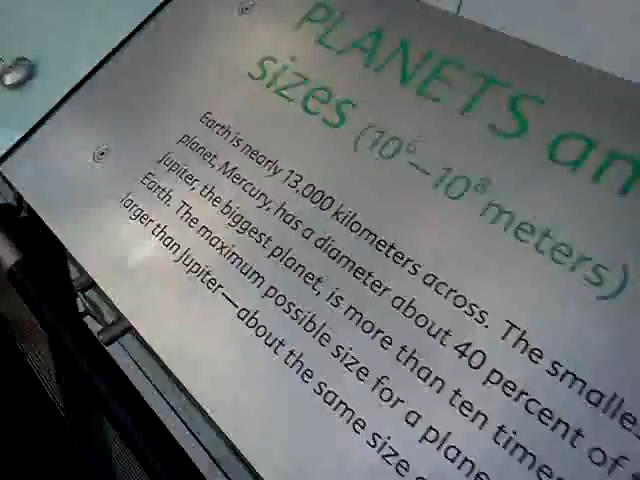 PLANETS an
sizes (10⁶–10⁸ meters)
Earth is nearly 13,000 kilometers across. The smalle
planet, Mercury, has a diameter about 40 percent of
Jupiter, the biggest planet, is more than ten time
Earth. The maximum possible size for a plane
larger than Jupiter—about the same size